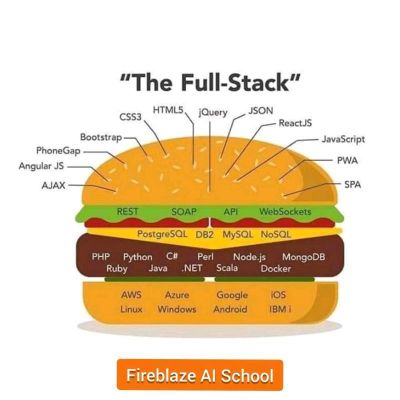 "The Full-Stack"
HTML5
jQuery
JSON
CSS3
ReactJS
Bootstrap
JavaScript
PhoneGap
PWA
Angular JS
AJAX
SPA
REST SOAP API WebSockets
PostgreSQL DB2 MySQL NoSQL
PHP Python C# Perl Node.js MongoDB
Ruby Java .NET Scala Docker
AWS Azure Google iOS
Linux Windows Android IBM i
Fireblaze AI School